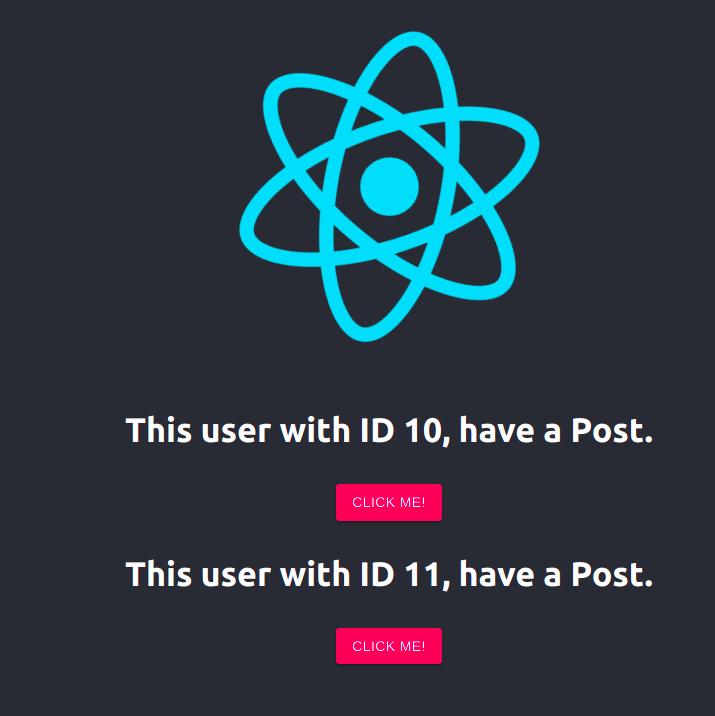 This user with ID 10, have a Post.
CLICK ME!
This user with ID 11, have a Post.
CLICK ME!